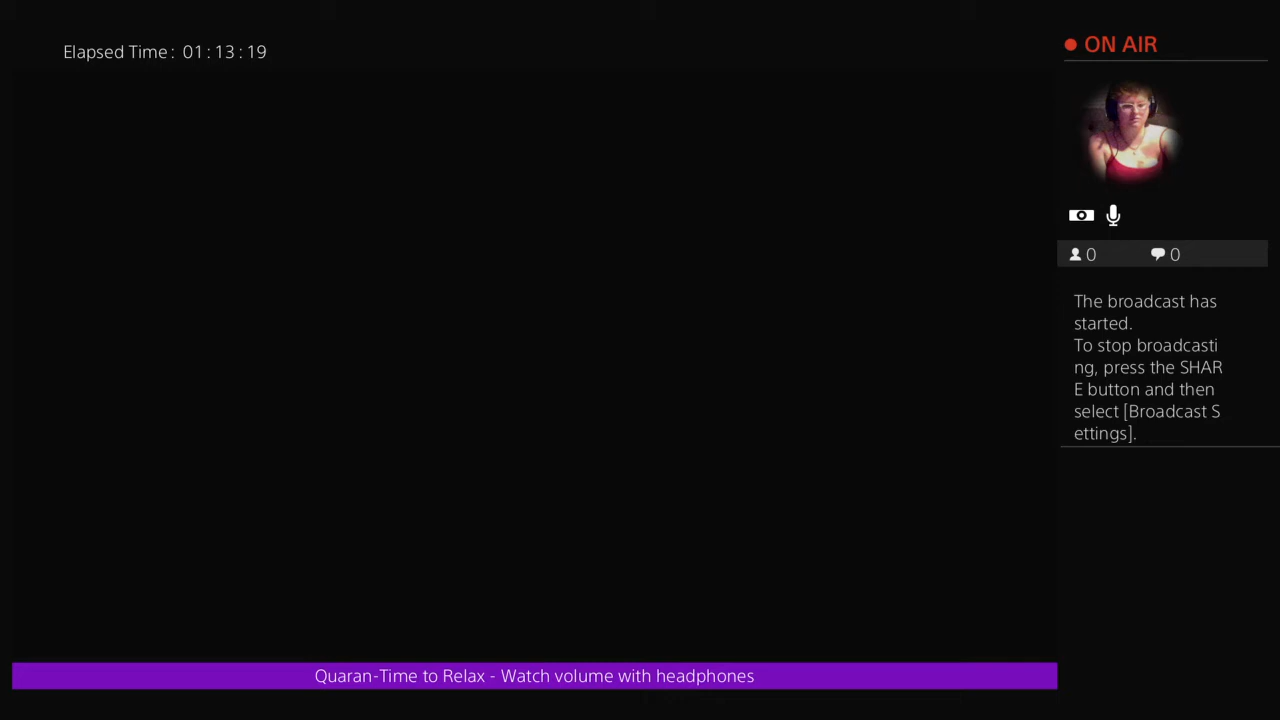 Elapsed Time: 01:13:19
ON AIR
0 0
The broadcast has
started.
To stop broadcasti
ng, press the SHAR
E button and then
select [Broadcast S
ettings].
Quaran-Time to Relax - Watch volume with headphones